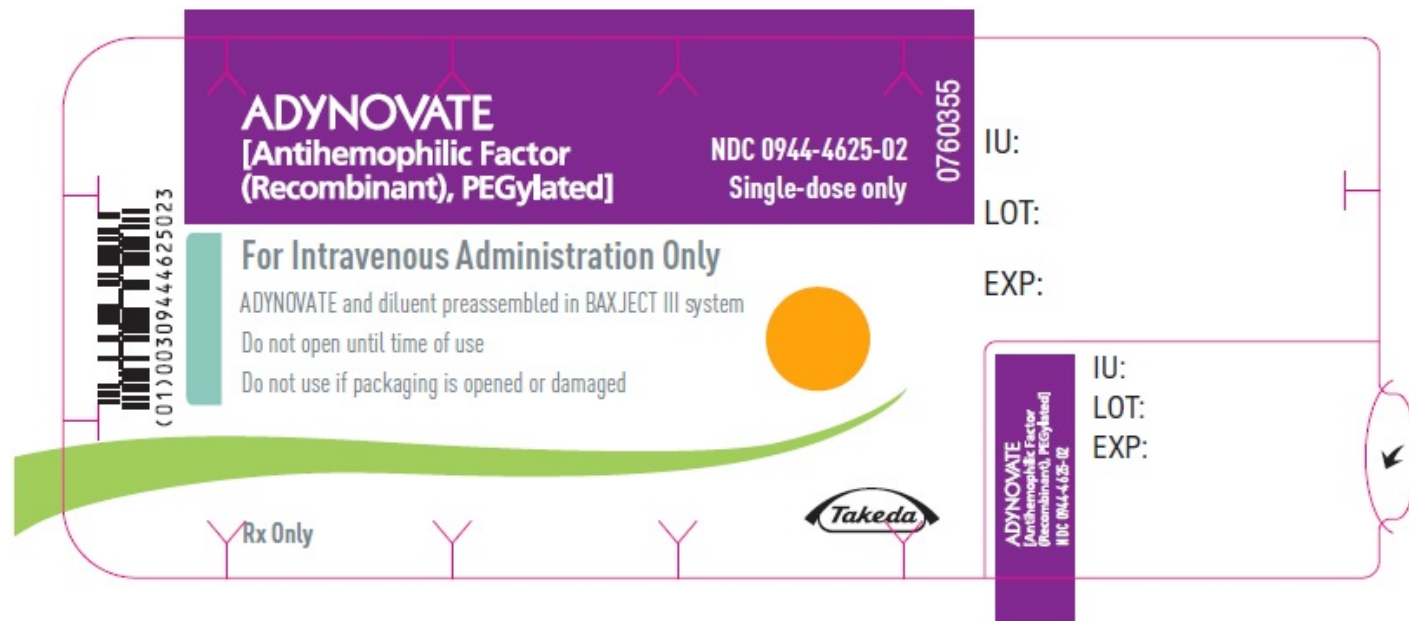 ADYNOVATE
[Antihemophilic Factor
(Recombinant), PEGylated]
NDC 0944-4625-02
Single-dose only
0760355
(01)00309444625023
For Intravenous Administration Only
ADYNOVATE and diluent preassembled in BAXJECT III system
Do not open until time of use
Do not use if packaging is opened or damaged
Rx Only
Takeda
IU:
LOT:
EXP:
ADYNOVATE
[Antihemophilic Factor
(Recombinant), PEGylated]
NDC 0944-4625-02
IU:
LOT:
EXP: